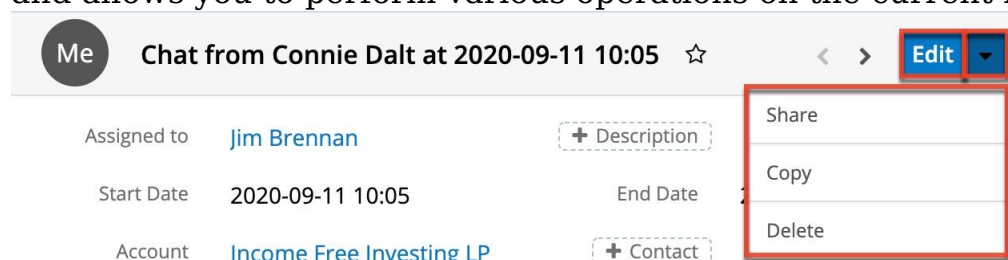 and allows you to perform various operations on the current
Me Chat from Connie Dalt at 2020-09-11 10:05 Edit
Share
Assigned to Jim Brennan + Description
Copy
Start Date 2020-09-11 10:05 End Date
Delete
Account Income Free Investing LP + Contact